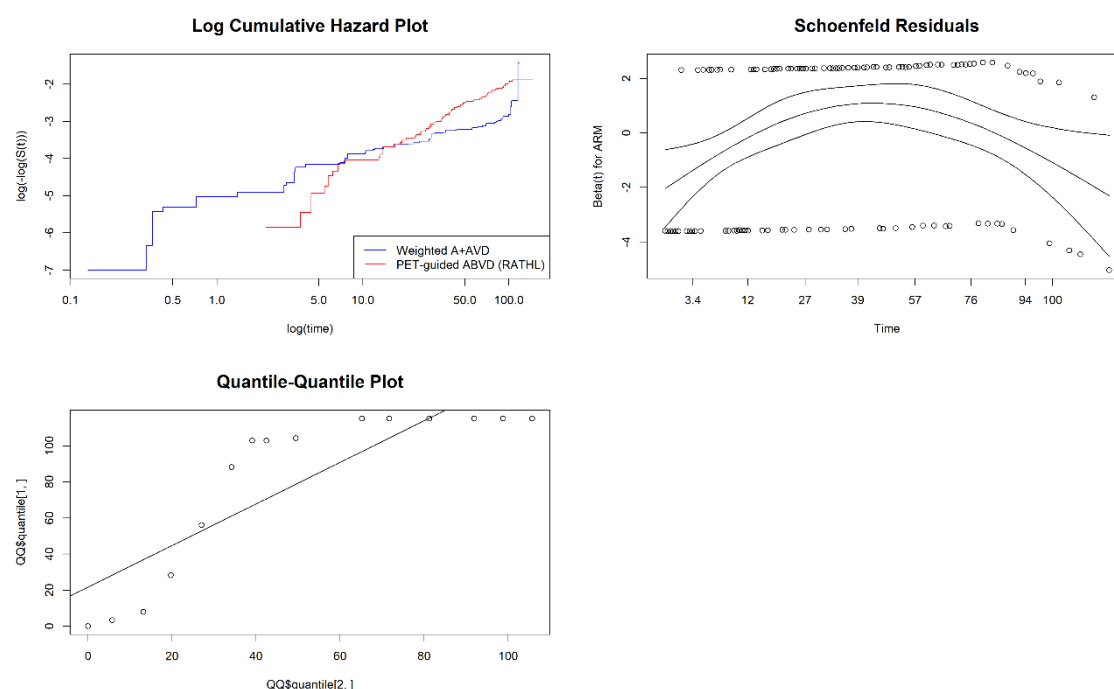 Log Cumulative Hazard Plot
log(-log(S(t)))
-2
-3
-4
-5
-6
-7
Weighted A+AVD
PET-guided ABVD (RATHL)
0.1 0.5 1.0 5.0 10.0 50.0 100.0
log(time)
Schoenfeld Residuals
Beta(t) for ARM
2
0
-2
-4
3.4 12 27 39 57 76 94 100
Time
Quantile-Quantile Plot
QQ$quantile[1, ]
100
80
60
40
20
0
0 20 40 60 80 100
QQ$quantile[2, ]